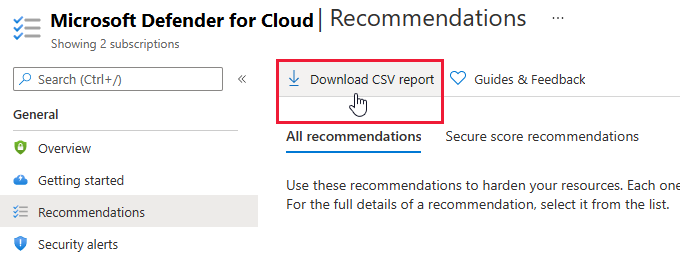 Microsoft Defender for Cloud | Recommendations ...
Showing 2 subscriptions
Search (Ctrl+/)
«
Download CSV report
Guides & Feedback
General
Overview
Getting started
Recommendations
Security alerts
All recommendations
Secure score recommendations
Use these recommendations to harden your resources. Each one
For the full details of a recommendation, select it from the list.